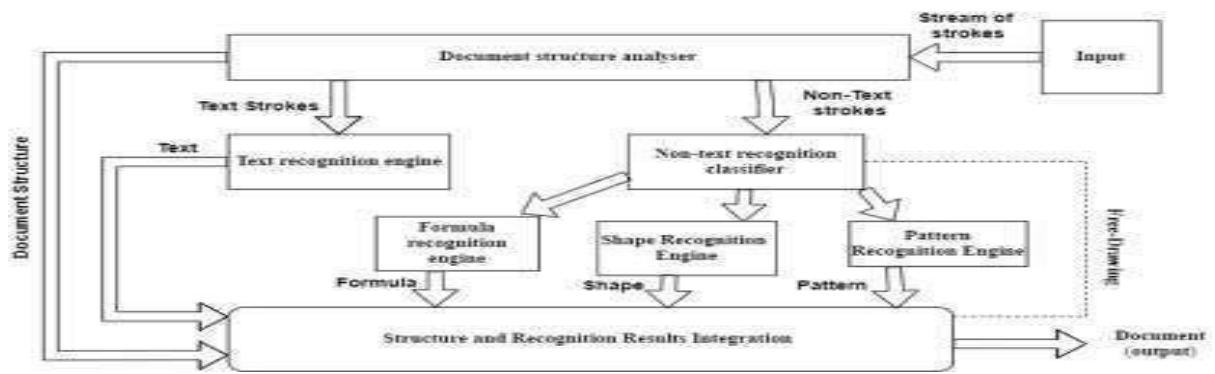 Stream of
strokes
Document structure analyser
Input
Text Strokes
Non-Text
strokes
Text
Text recognition engine
Non-text recognition
classifier
Document Structure
Formula
recognition
engine
Shape Recognition
Engine
Pattern
Recognition Engine
Free-Drawing
Formula
Shape
Pattern
Structure and Recognition Results Integration
Document
(output)